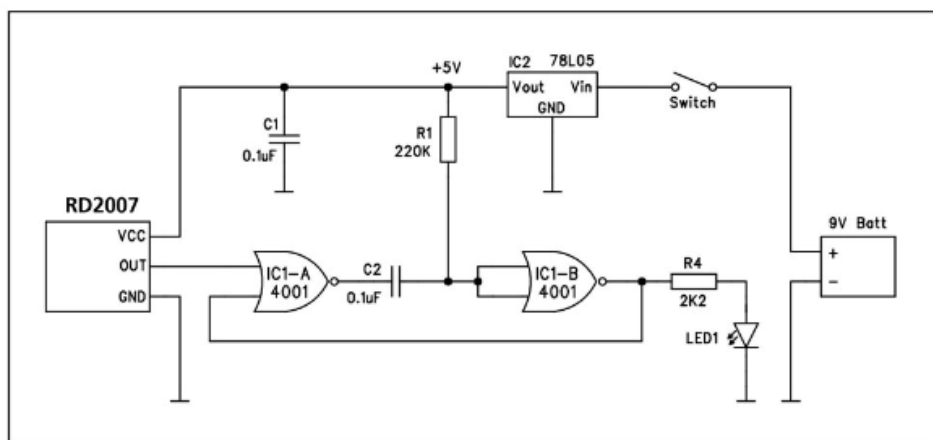 +5V
IC2 78L05
Vout Vin
GND
Switch
C1
0.1uF
R1
220K
RD2007
VCC
OUT
GND
IC1-A
4001
C2
0.1uF
IC1-B
4001
R4
2K2
LED1
9V Batt
+
-